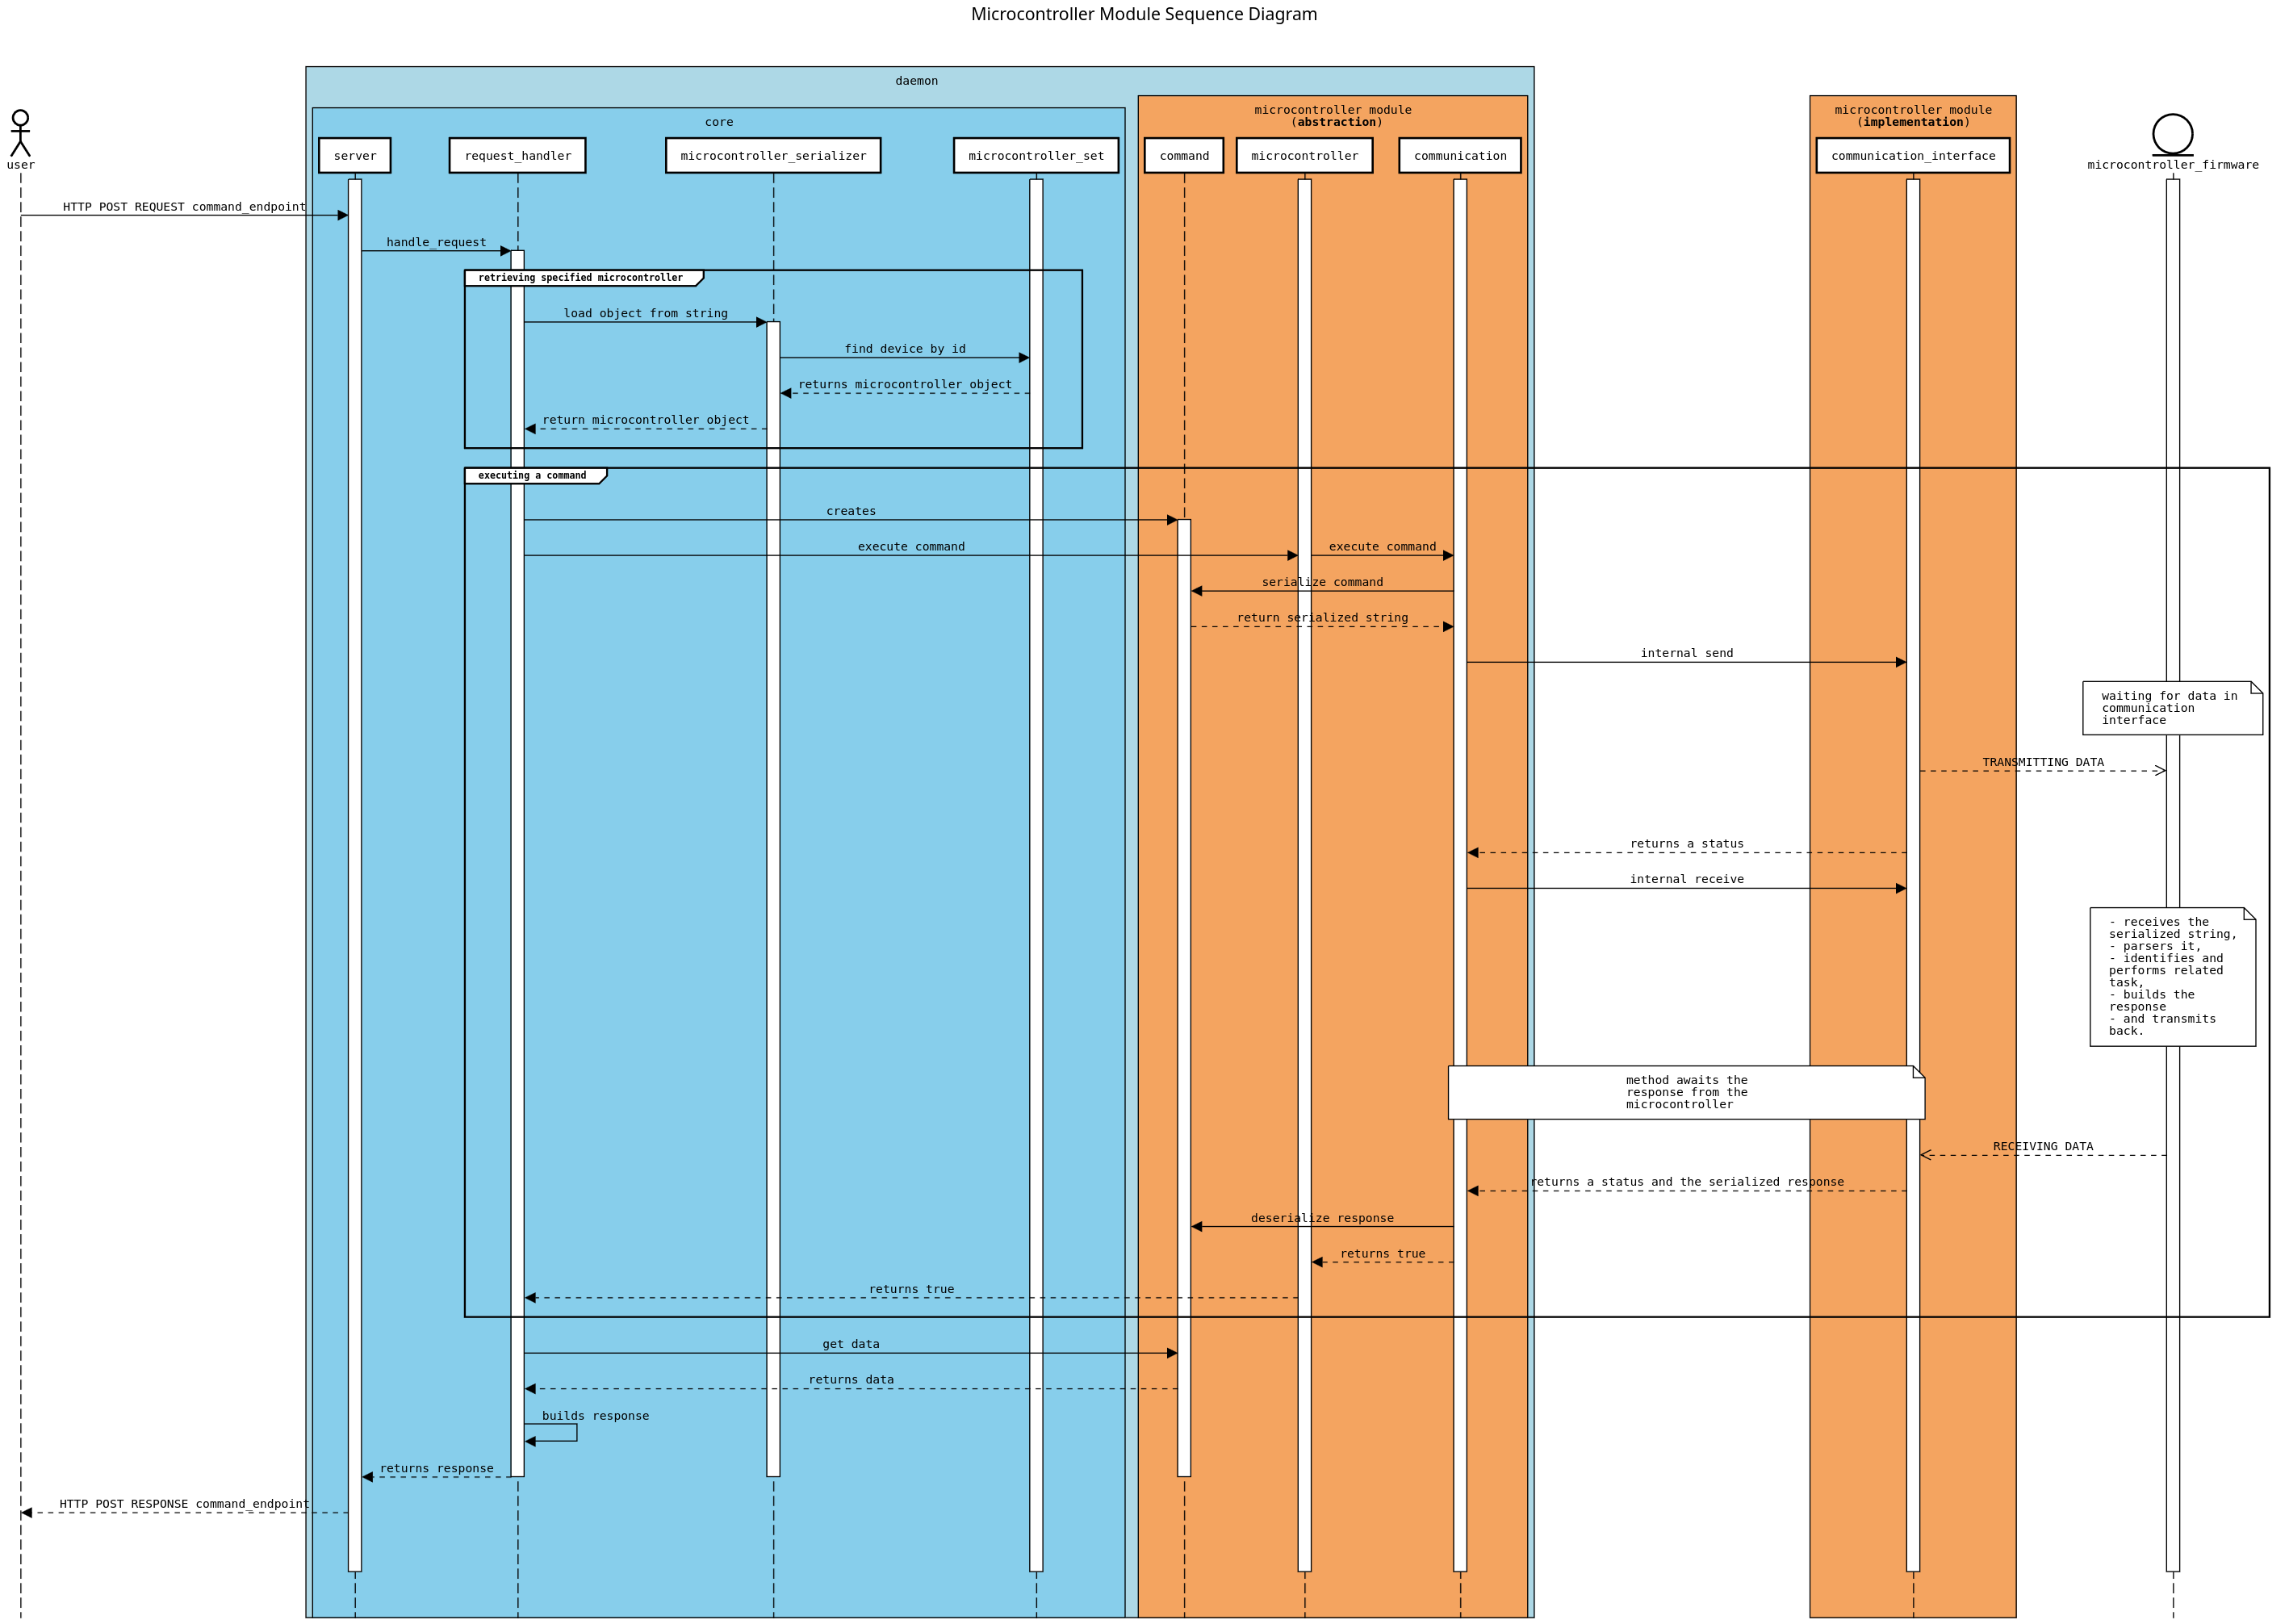 Microcontroller Module Sequence Diagram
daemon
core
microcontroller module
(abstraction)
microcontroller module
(implementation)
user
server
request_handler
microcontroller_serializer
microcontroller_set
command
microcontroller
communication
communication_interface
microcontroller_firmware
HTTP POST REQUEST command_endpoint
handle_request
retrieving specified microcontroller
load object from string
find device by id
returns microcontroller object
return microcontroller object
executing a command
creates
execute command
execute command
serialize command
return serialized string
internal send
waiting for data in
communication
interface
TRANSMITTING DATA
returns a status
internal receive
- receives the
serialized string,
- parsers it,
- identifies and
performs related
task,
- builds the
response
- and transmits
back.
method awaits the
response from the
microcontroller
RECEIVING DATA
returns a status and the serialized response
deserialize response
returns true
returns true
get data
returns data
builds response
returns response
HTTP POST RESPONSE command_endpoint